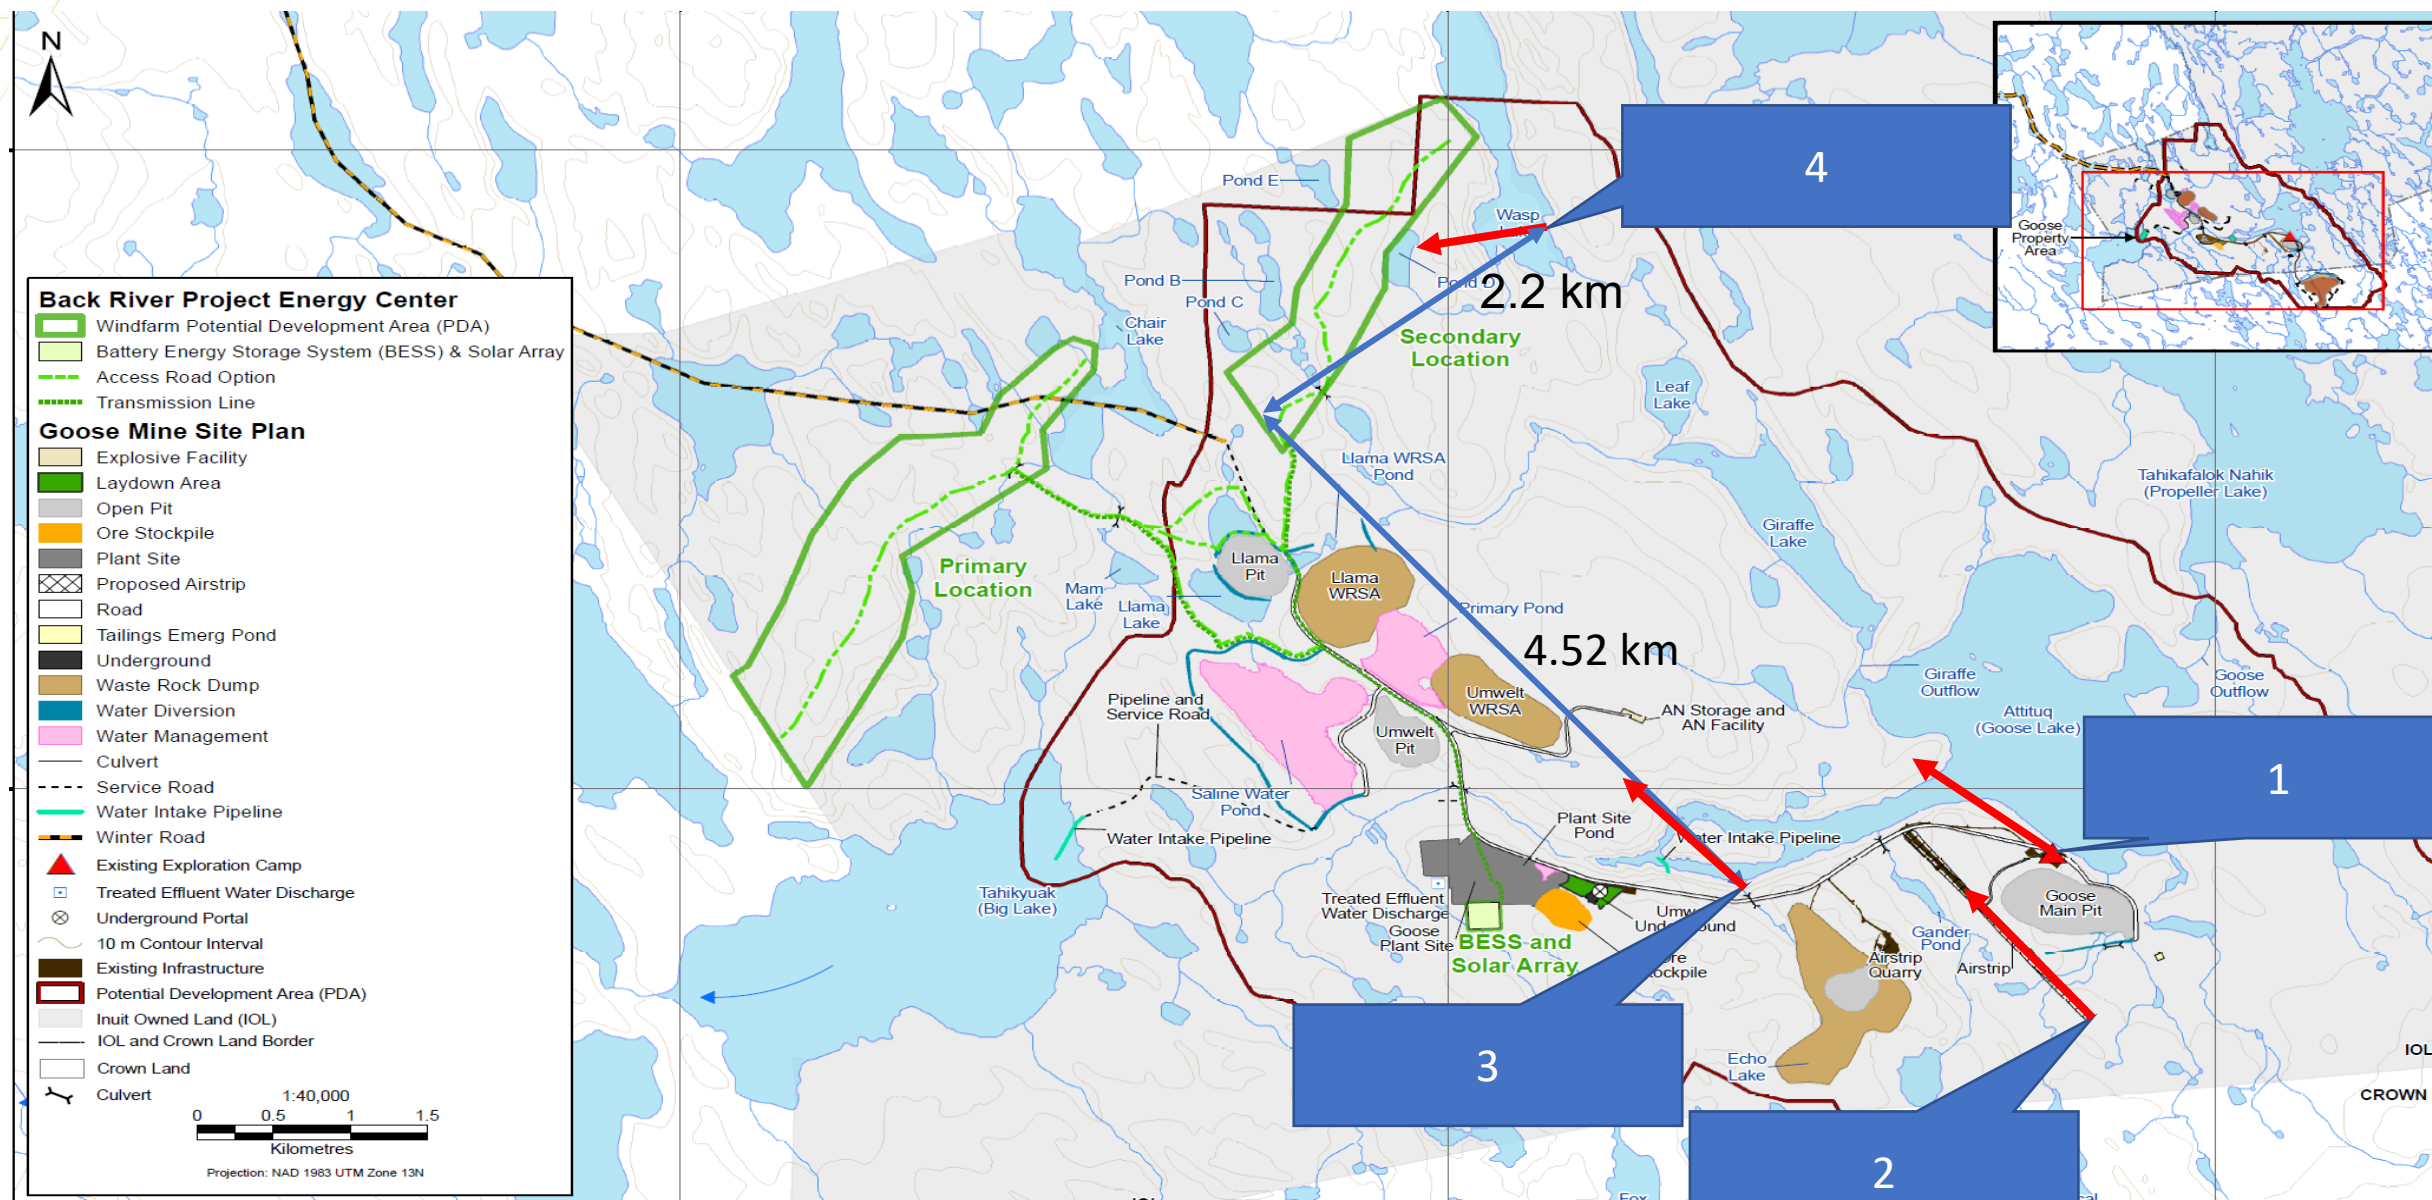 N
Back River Project Energy Center
Windfarm Potential Development Area (PDA)
Battery Energy Storage System (BESS) & Solar Array
Access Road Option
Transmission Line
Goose Mine Site Plan
Explosive Facility
Laydown Area
Open Pit
Ore Stockpile
Plant Site
Proposed Airstrip
Road
Tailings Emerg Pond
Underground
Waste Rock Dump
Water Diversion
Water Management
Culvert
Service Road
Water Intake Pipeline
Winter Road
Existing Exploration Camp
Treated Effluent Water Discharge
Underground Portal
10 m Contour Interval
Existing Infrastructure
Potential Development Area (PDA)
Inuit Owned Land (IOL)
IOL and Crown Land Border
Crown Land
Culvert
1:40,000
0 0.5 1 1.5
Kilometres
Projection: NAD 1983 UTM Zone 13N
Pond E
Wasp
4
Goose
Property
Area
Pond B
Pond C
Pond D
2.2 km
Chair
Lake
Secondary
Location
Leaf
Lake
Llama WRSA
Pond
Tahikafalok Nahik
(Propeller Lake)
Giraffe
Lake
Primary
Location
Llama
Pit
Llama
WRSA
Mam
Lake
Llama
Lake
Primary Pond
4.52 km
Giraffe
Outflow
Goose
Outflow
Pipeline and
Service Road
Umwelt
WRSA
AN Storage and
AN Facility
Attituq
(Goose Lake)
Umwelt
Pit
1
Saline Water
Pond
Water Intake Pipeline
Plant Site
Pond
Water Intake Pipeline
Tahikyuak
(Big Lake)
Treated Effluent
Water Discharge
Goose
Plant Site
BESS and
Solar Array
Goose
Main Pit
Gander
Pond
Airstrip
Quarry
Airstrip
3
Echo
Lake
IOL
CROWN
2
Fox